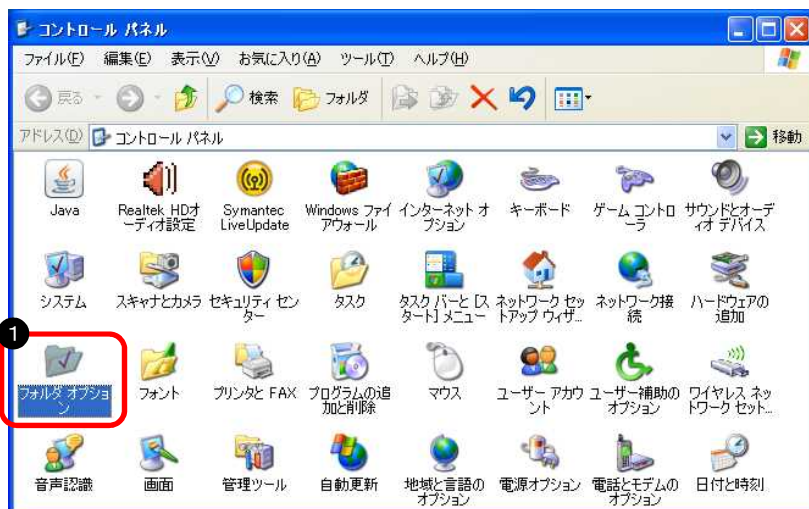 コントロール パネル
ファイル(F) 編集(E) 表示(V) お気に入り(A) ツール(T) ヘルプ(H)
戻る 検索 フォルダ
アドレス(D) コントロール パネル 移動
Java
Realtek HDオ
ーディオ設定
Symantec
LiveUpdate
Windows ファイ
アウォール
インターネット オ
プション
キーボード
ゲーム コントロ
ーラ
サウンドとオーデ
ィオ デバイス
システム
スキャナとカメラ
セキュリティ セン
ター
タスク
タスク バーと [ス
タート] メニュー
ネットワーク セッ
トアップ ウィザ...
ネットワーク接
続
ハードウェアの
追加
1
フォルダ オプショ
ン
フォント
プリンタと FAX
プログラムの追
加と削除
マウス
ユーザー アカウ
ント
ユーザー補助の
オプション
ワイヤレス ネッ
トワーク セット...
音声認識
画面
管理ツール
自動更新
地域と言語の
オプション
電源オプション
電話とモデムの
オプション
日付と時刻